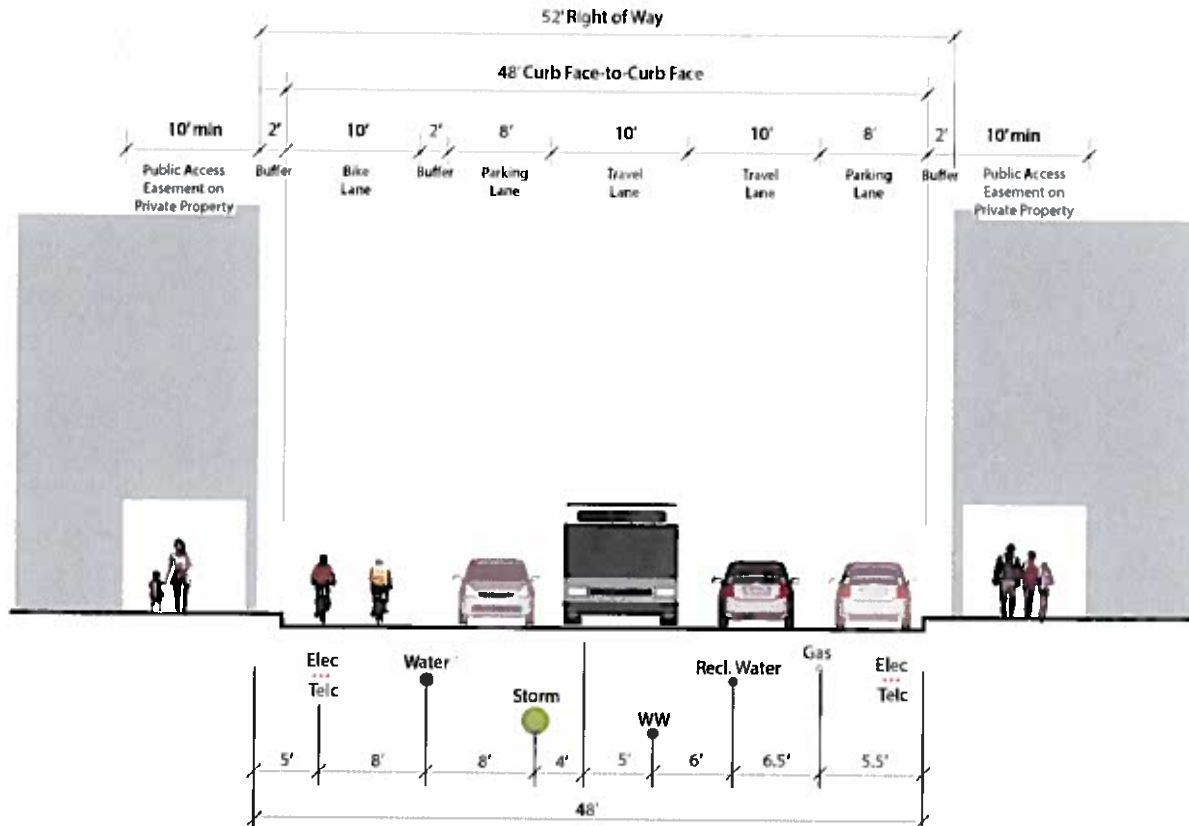 52' Right of Way
48' Curb Face-to-Curb Face
10' min
2'
10'
2'
8'
10'
10'
8'
2'
10' min
Public Access
Easement on
Private Property
Buffer
Bike
Lane
Buffer
Parking
Lane
Travel
Lane
Travel
Lane
Parking
Lane
Buffer
Public Access
Easement on
Private Property
Elec
Telc
Water
Storm
WW
Recl. Water
Gas
Elec
Telc
5'
8'
8'
4'
5'
6'
6.5'
5.5'
48'